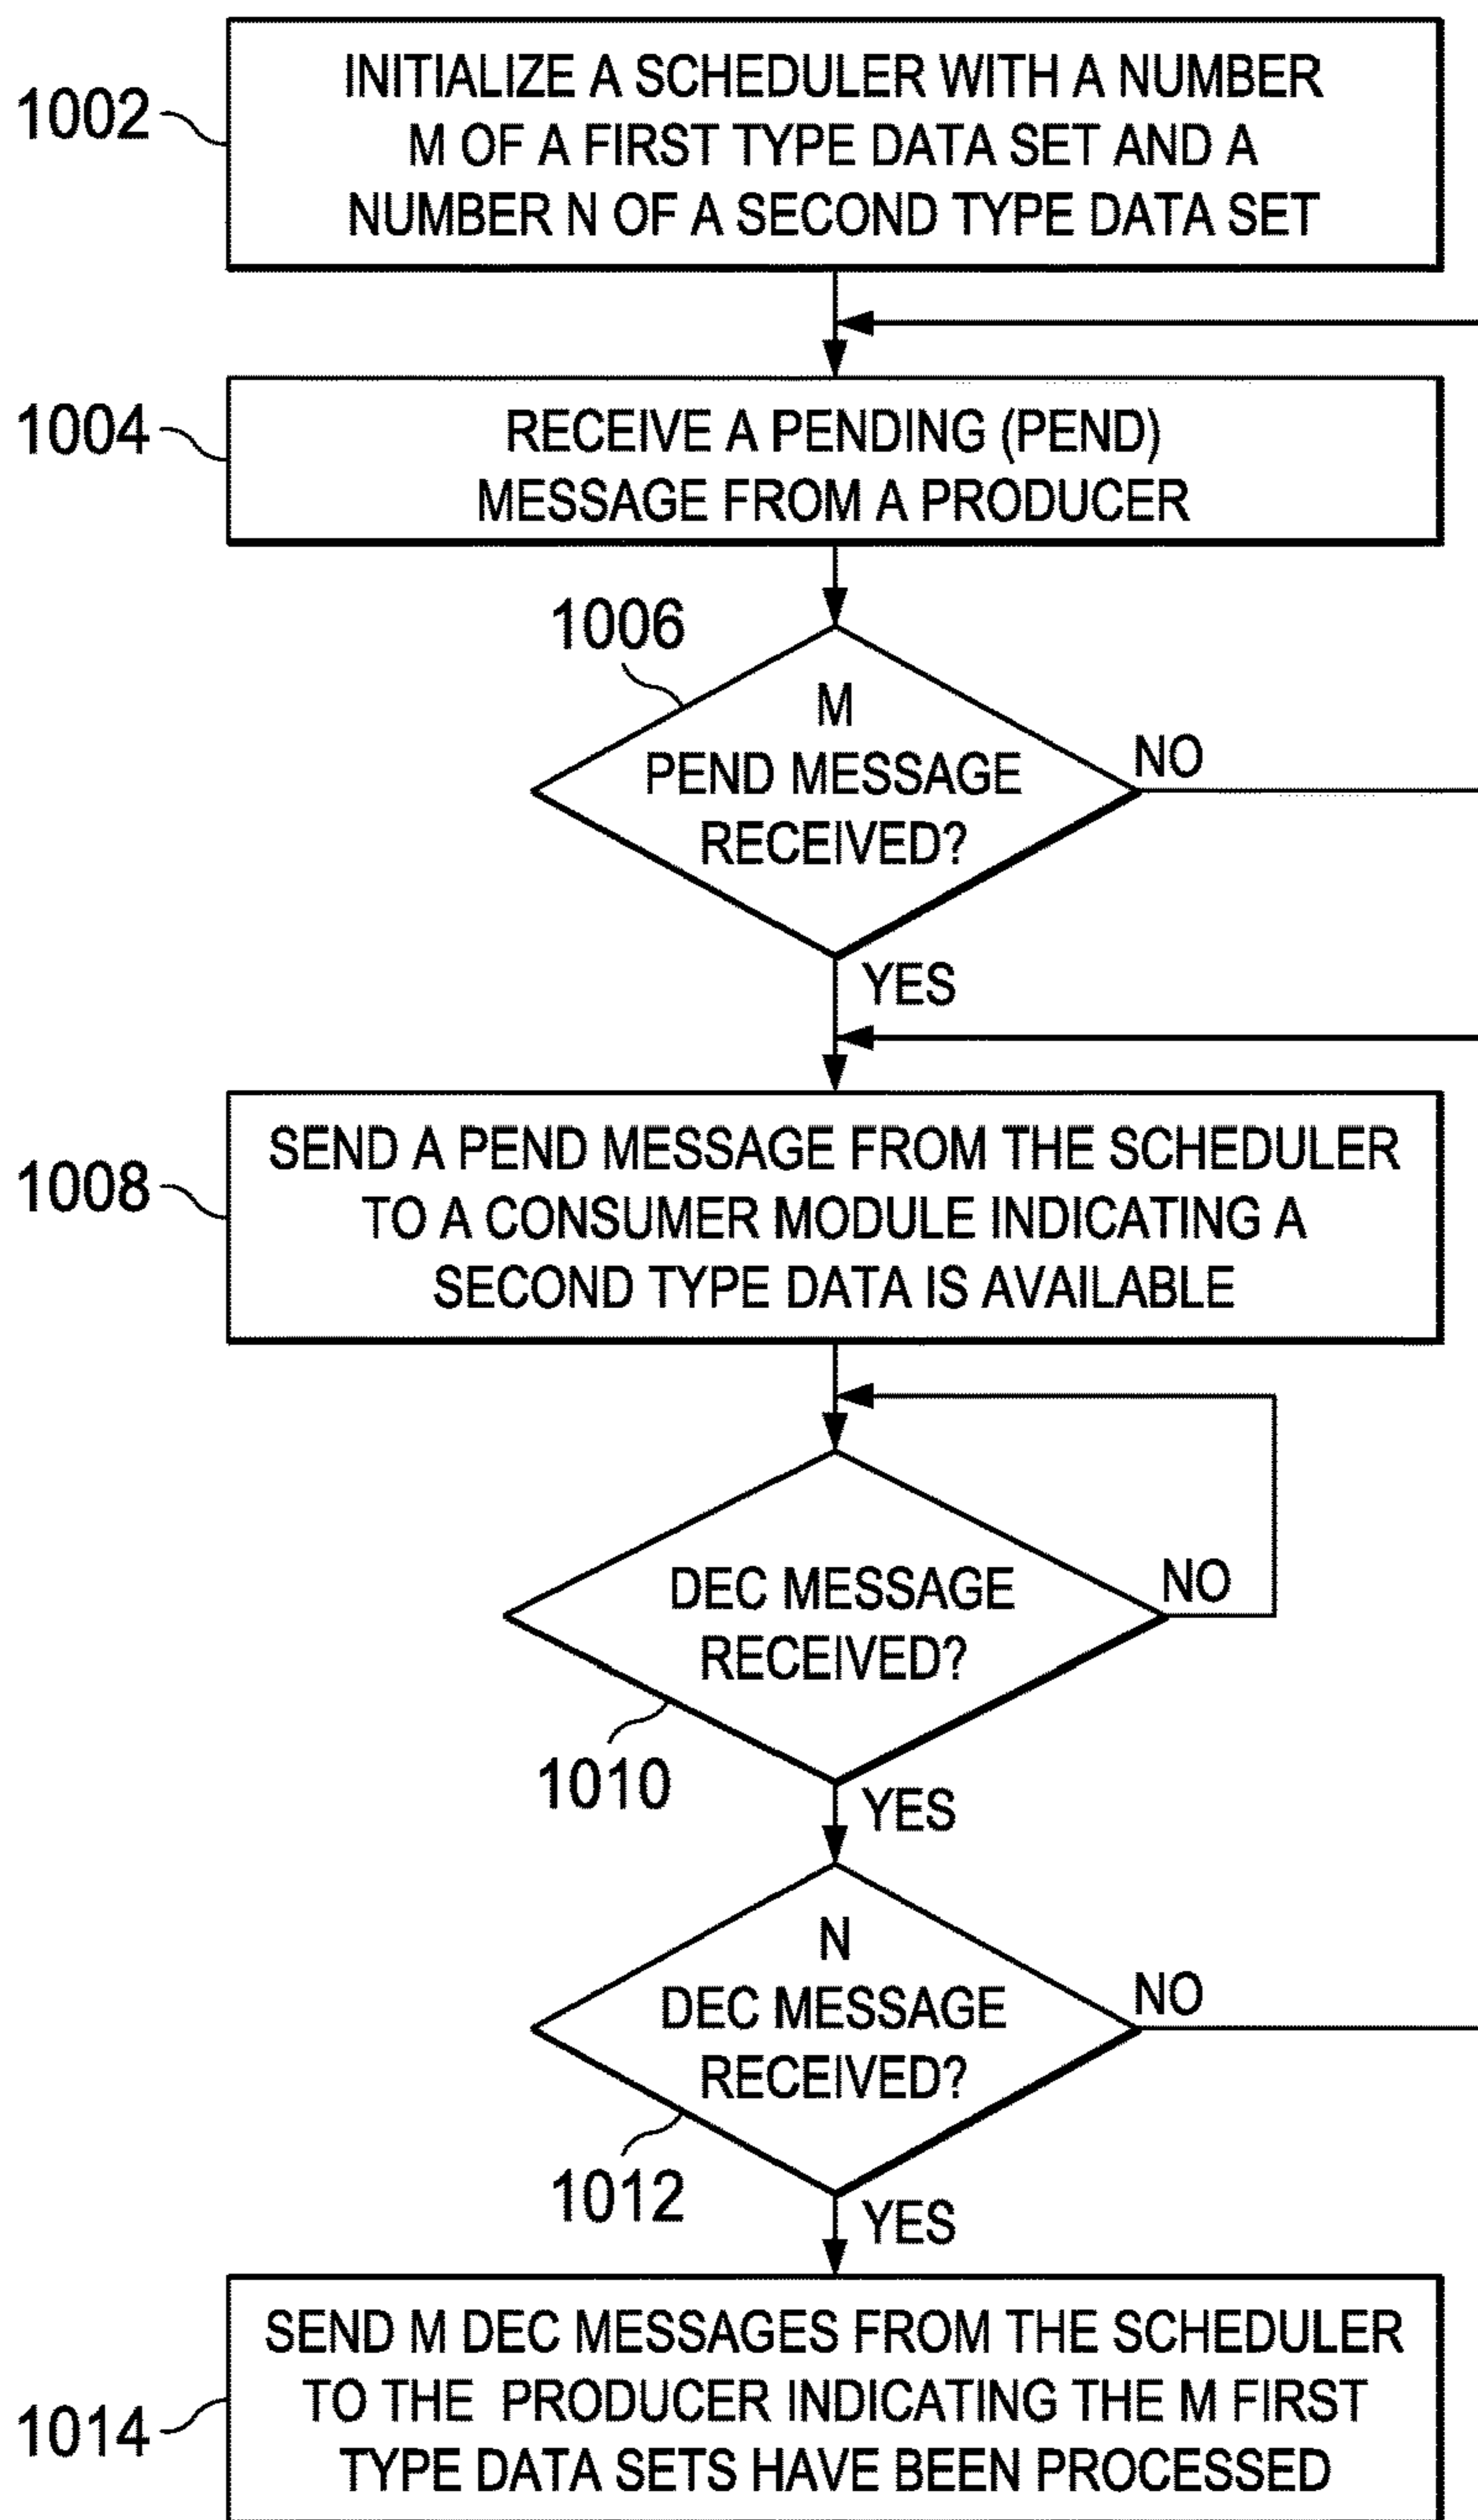 1002
INITIALIZE A SCHEDULER WITH A NUMBER
M OF A FIRST TYPE DATA SET AND A
NUMBER N OF A SECOND TYPE DATA SET
1004
RECEIVE A PENDING (PEND)
MESSAGE FROM A PRODUCER
1006
M
PEND MESSAGE
RECEIVED?
NO
YES
1008
SEND A PEND MESSAGE FROM THE SCHEDULER
TO A CONSUMER MODULE INDICATING A
SECOND TYPE DATA IS AVAILABLE
DEC MESSAGE
RECEIVED?
NO
1010
YES
N
DEC MESSAGE
RECEIVED?
NO
1012
YES
1014
SEND M DEC MESSAGES FROM THE SCHEDULER
TO THE PRODUCER INDICATING THE M FIRST
TYPE DATA SETS HAVE BEEN PROCESSED